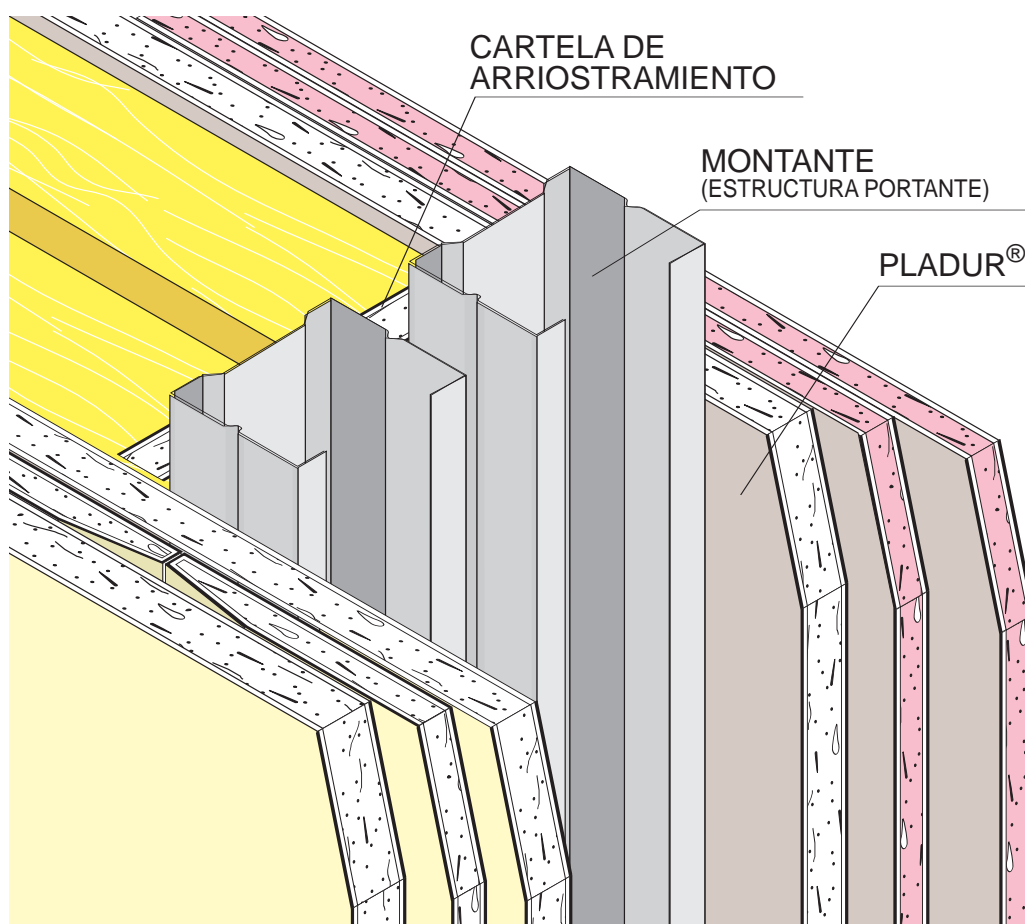 CARTELA DE
ARRIOSTRAMIENTO
MONTANTE
(ESTRUCTURA PORTANTE)
PLADUR®